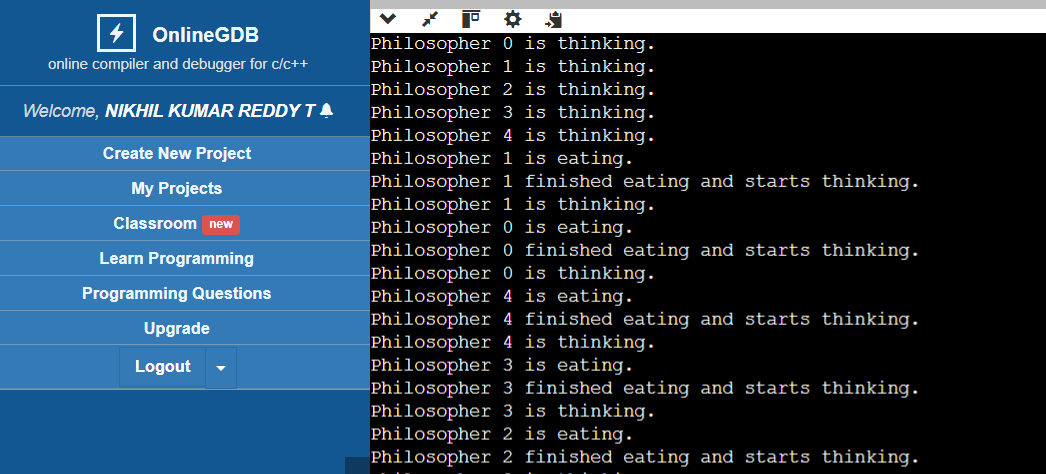 OnlineGDB
online compiler and debugger for c/c++
Welcome, NIKHIL KUMAR REDDY T
Create New Project
My Projects
Classroom new
Learn Programming
Programming Questions
Upgrade
Logout
Philosopher 0 is thinking.
Philosopher 1 is thinking.
Philosopher 2 is thinking.
Philosopher 3 is thinking.
Philosopher 4 is thinking.
Philosopher 1 is eating.
Philosopher 1 finished eating and starts thinking.
Philosopher 1 is thinking.
Philosopher 0 is eating.
Philosopher 0 finished eating and starts thinking.
Philosopher 0 is thinking.
Philosopher 4 is eating.
Philosopher 4 finished eating and starts thinking.
Philosopher 4 is thinking.
Philosopher 3 is eating.
Philosopher 3 finished eating and starts thinking.
Philosopher 3 is thinking.
Philosopher 2 is eating.
Philosopher 2 finished eating and starts thinking.